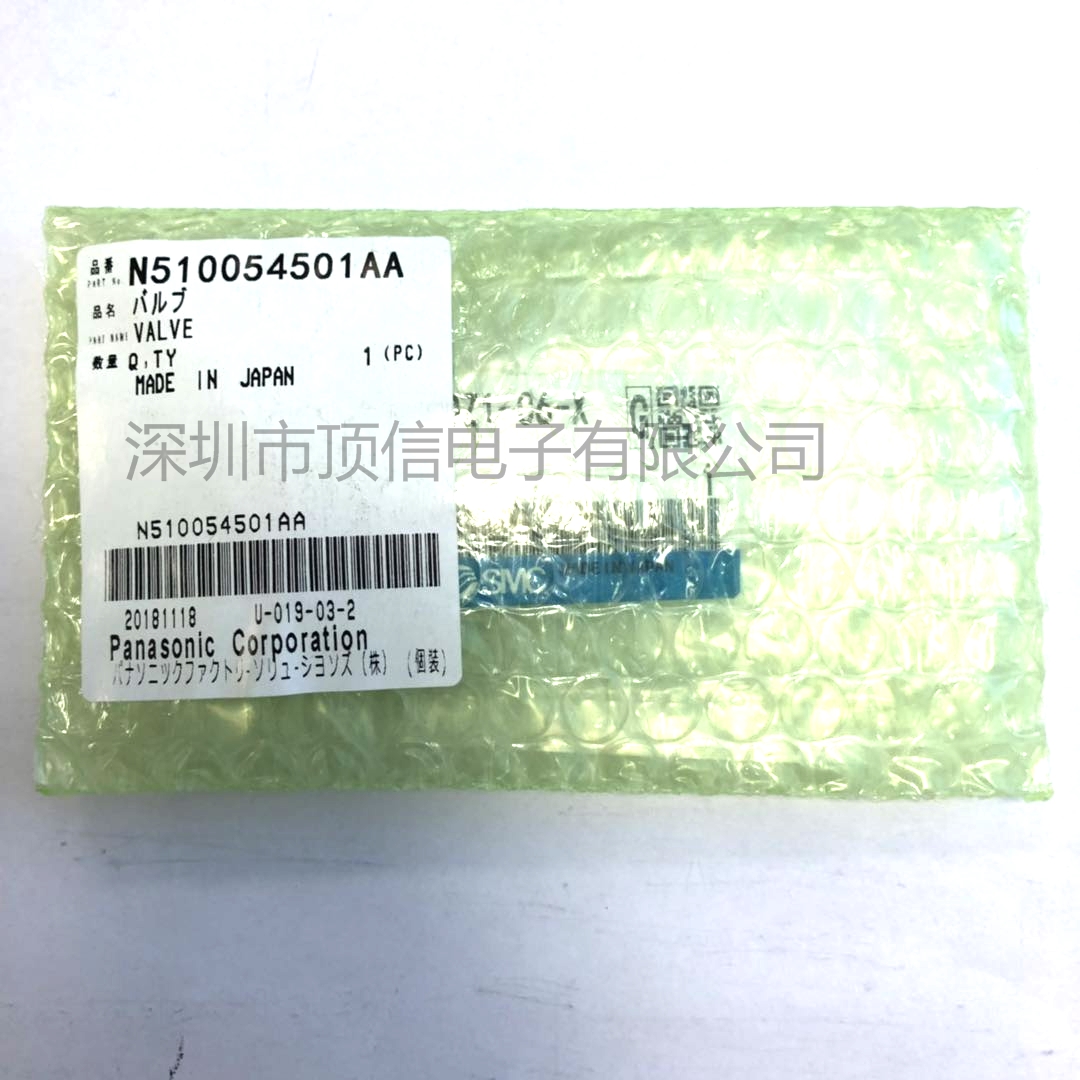 品番 PART No. N510054501AA
品名 バルブ
PART NAME VALVE
数量 Q,TY 1 (PC)
MADE IN JAPAN
深圳市顶信电子有限公司
N510054501AA
SMC MADE IN JAPAN
20181118 U-019-03-2
Panasonic Corporation
パナソニックファクトリーソリューションズ(株) (個装)